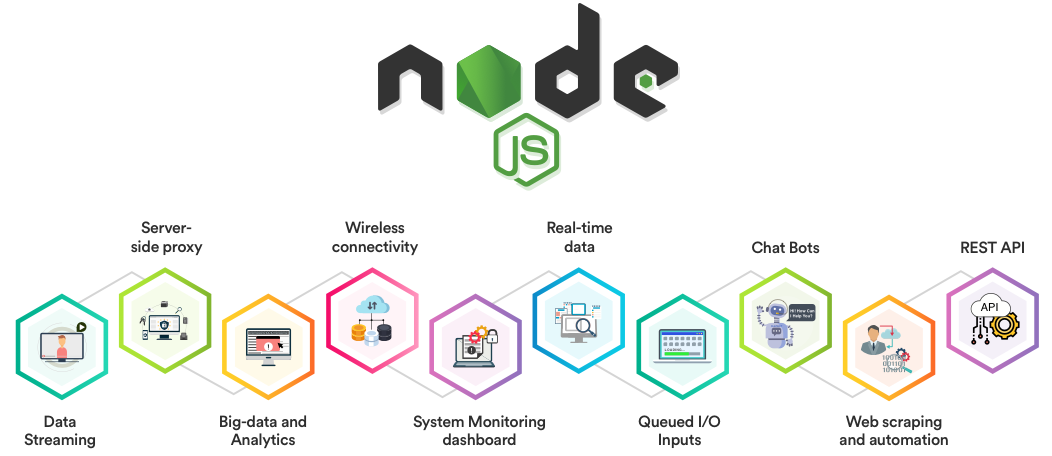 node
JS
Server-
side proxy
Wireless
connectivity
Real-time
data
Chat Bots
REST API
Hi! How Can
I Help You?
API
Data
Streaming
Big-data and
Analytics
System Monitoring
dashboard
Queued I/O
Inputs
Web scraping
and automation